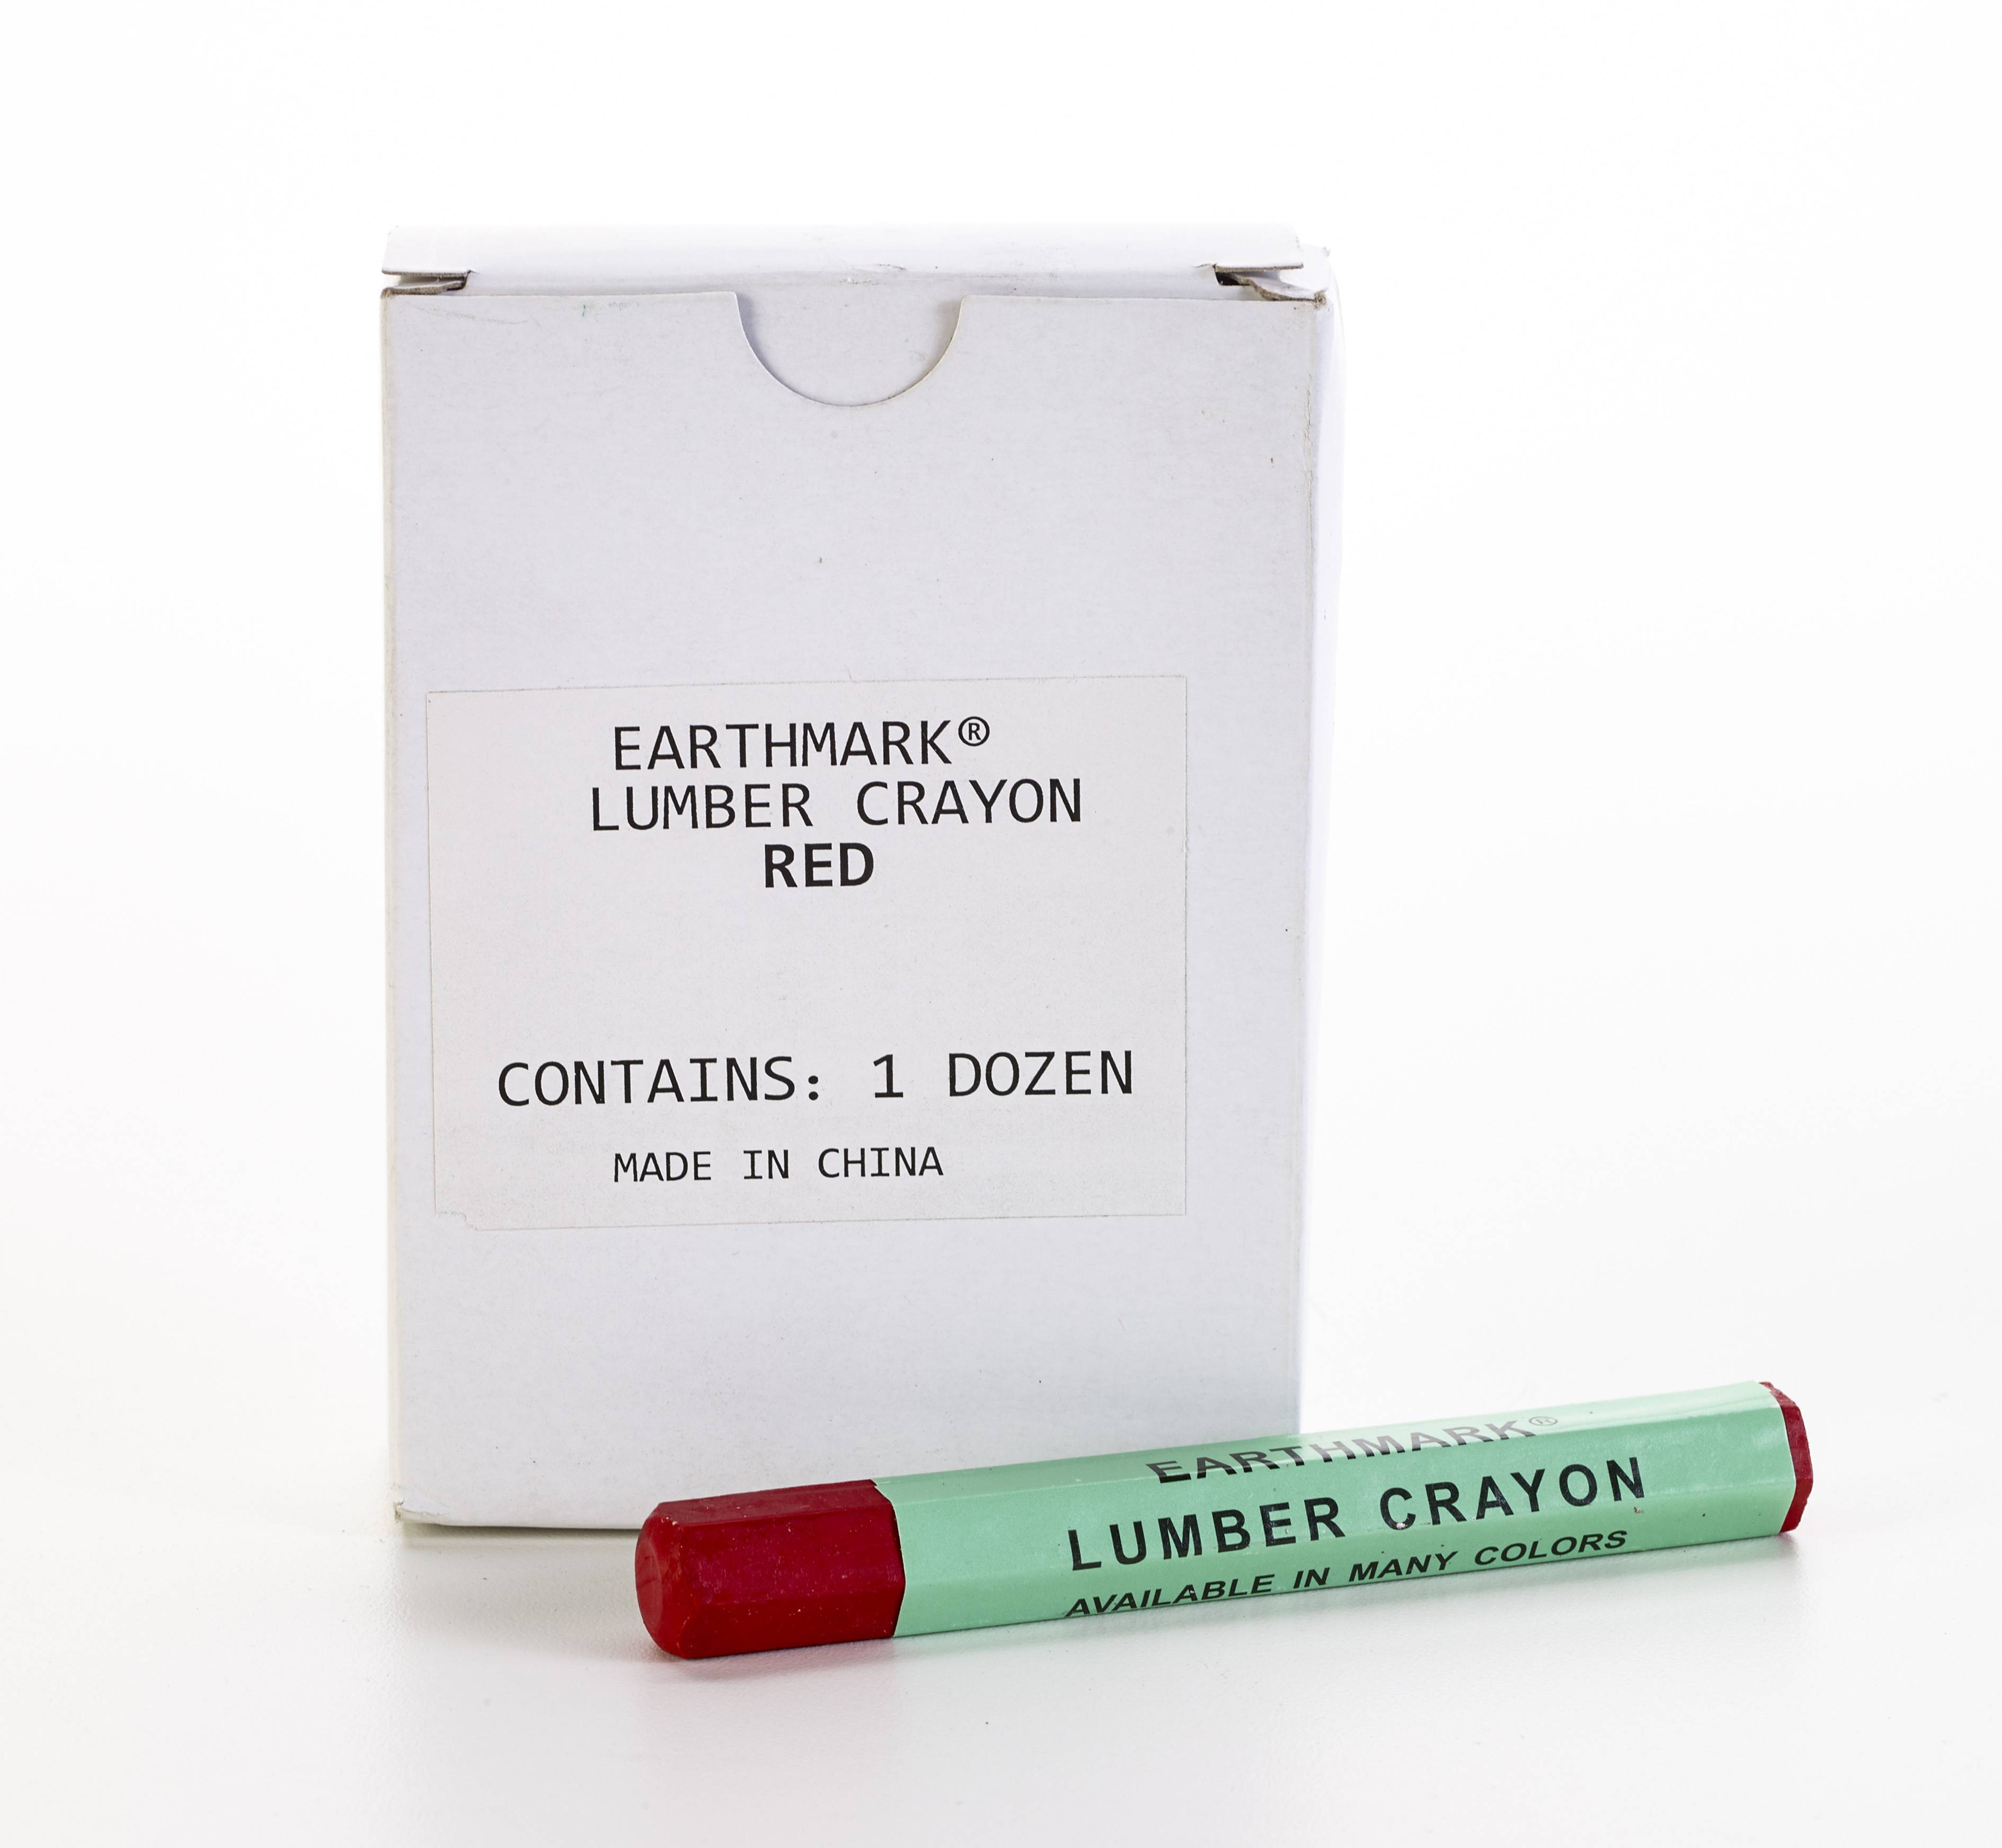 EARTHMARK®
LUMBER CRAYON
RED
CONTAINS: 1 DOZEN
MADE IN CHINA
EARTHMARK®
LUMBER CRAYON
AVAILABLE IN MANY COLORS